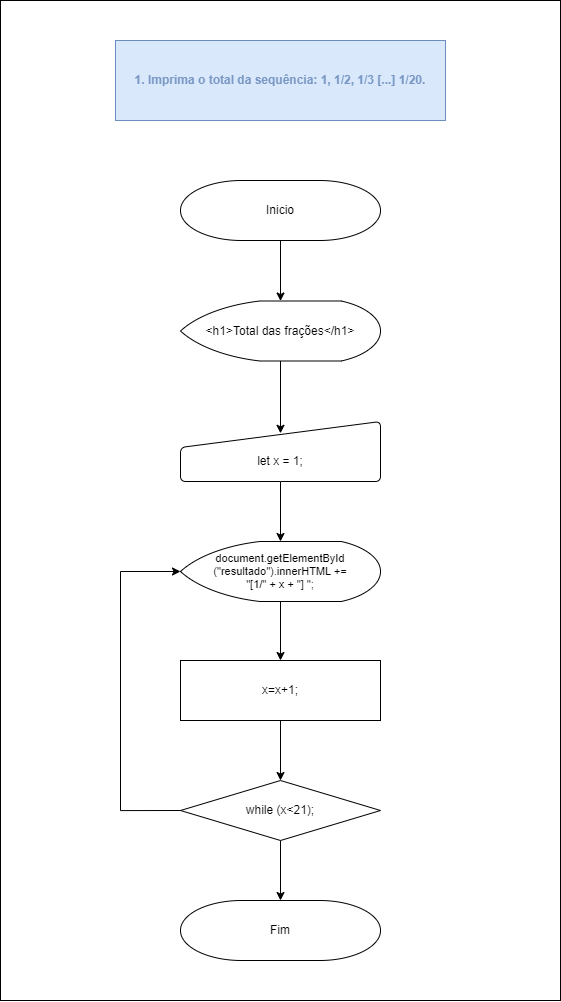 1. Imprima o total da sequência: 1, 1/2, 1/3 [...] 1/20.
Inicio
<h1>Total das frações</h1>
let x = 1;
document.getElementById
("resultado").innerHTML +=
"[1/" + x + "] ";
x=x+1;
while (x<21);
Fim